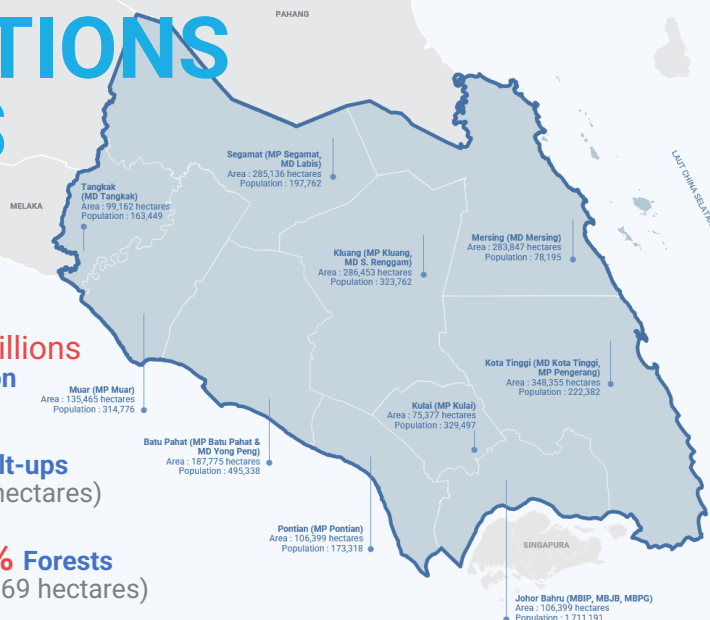 TIONS
S
PAHANG
MELAKA
SINGAPURA
LAUT CHINA SELATA
Segamat (MP Segamat,
MD Labis)
Area : 285,136 hectares
Population : 197,762
Tangkak
(MD Tangkak)
Area : 99,162 hectares
Population : 163,449
Mersing (MD Mersing)
Area : 283,847 hectares
Population : 78,195
Kluang (MP Kluang,
MD S. Renggam)
Area : 286,453 hectares
Population : 323,762
illions
on
Kota Tinggi (MD Kota Tinggi,
MP Pengerang)
Area : 348,355 hectares
Population : 222,382
Muar (MP Muar)
Area : 135,465 hectares
Population : 314,776
Kulai (MP Kulai)
Area : 75,377 hectares
Population : 329,497
Batu Pahat (MP Batu Pahat &
MD Yong Peng)
Area : 187,775 hectares
Population : 495,338
lt-ups
hectares)
Pontian (MP Pontian)
Area : 106,399 hectares
Population : 173,318
% Forests
69 hectares)
Johor Bahru (MBIP, MBJB, MBPG)
Area : 106,399 hectares
Population : 1,711,191